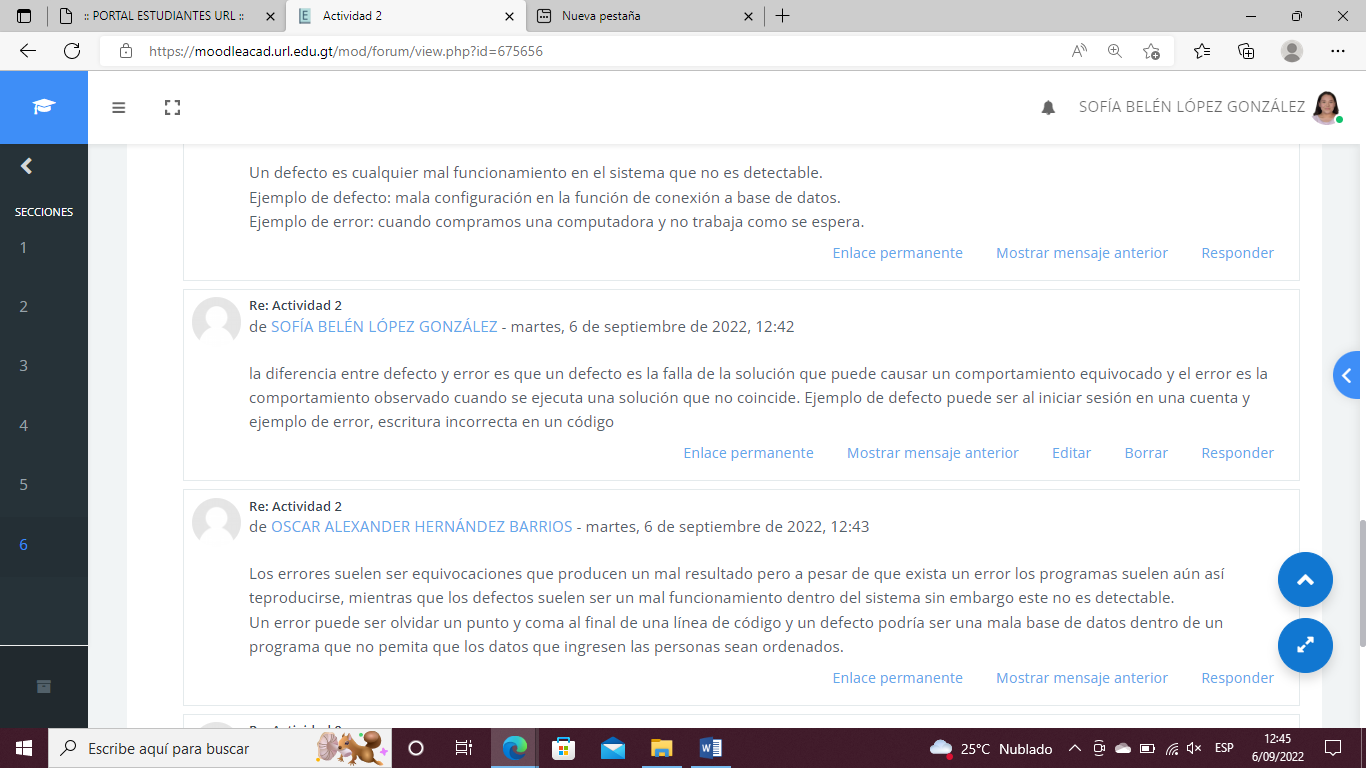 :: PORTAL ESTUDIANTES URL ::
Actividad 2
Nueva pestaña
https://moodleacad.url.edu.gt/mod/forum/view.php?id=675656
SOFÍA BELÉN LÓPEZ GONZÁLEZ
SECCIONES
1
2
3
4
5
6
Un defecto es cualquier mal funcionamiento en el sistema que no es detectable.
Ejemplo de defecto: mala configuración en la función de conexión a base de datos.
Ejemplo de error: cuando compramos una computadora y no trabaja como se espera.
Enlace permanente Mostrar mensaje anterior Responder
Re: Actividad 2
de SOFÍA BELÉN LÓPEZ GONZÁLEZ - martes, 6 de septiembre de 2022, 12:42
la diferencia entre defecto y error es que un defecto es la falla de la solución que puede causar un comportamiento equivocado y el error es la
comportamiento observado cuando se ejecuta una solución que no coincide. Ejemplo de defecto puede ser al iniciar sesión en una cuenta y
ejemplo de error, escritura incorrecta en un código
Enlace permanente Mostrar mensaje anterior Editar Borrar Responder
Re: Actividad 2
de OSCAR ALEXANDER HERNÁNDEZ BARRIOS - martes, 6 de septiembre de 2022, 12:43
Los errores suelen ser equivocaciones que producen un mal resultado pero a pesar de que exista un error los programas suelen aún así
teproducirse, mientras que los defectos suelen ser un mal funcionamiento dentro del sistema sin embargo este no es detectable.
Un error puede ser olvidar un punto y coma al final de una línea de código y un defecto podría ser una mala base de datos dentro de un
programa que no pemita que los datos que ingresen las personas sean ordenados.
Enlace permanente Mostrar mensaje anterior Responder
Re: Actividad 2
Escribe aquí para buscar
25°C Nublado
ESP
12:45
6/09/2022